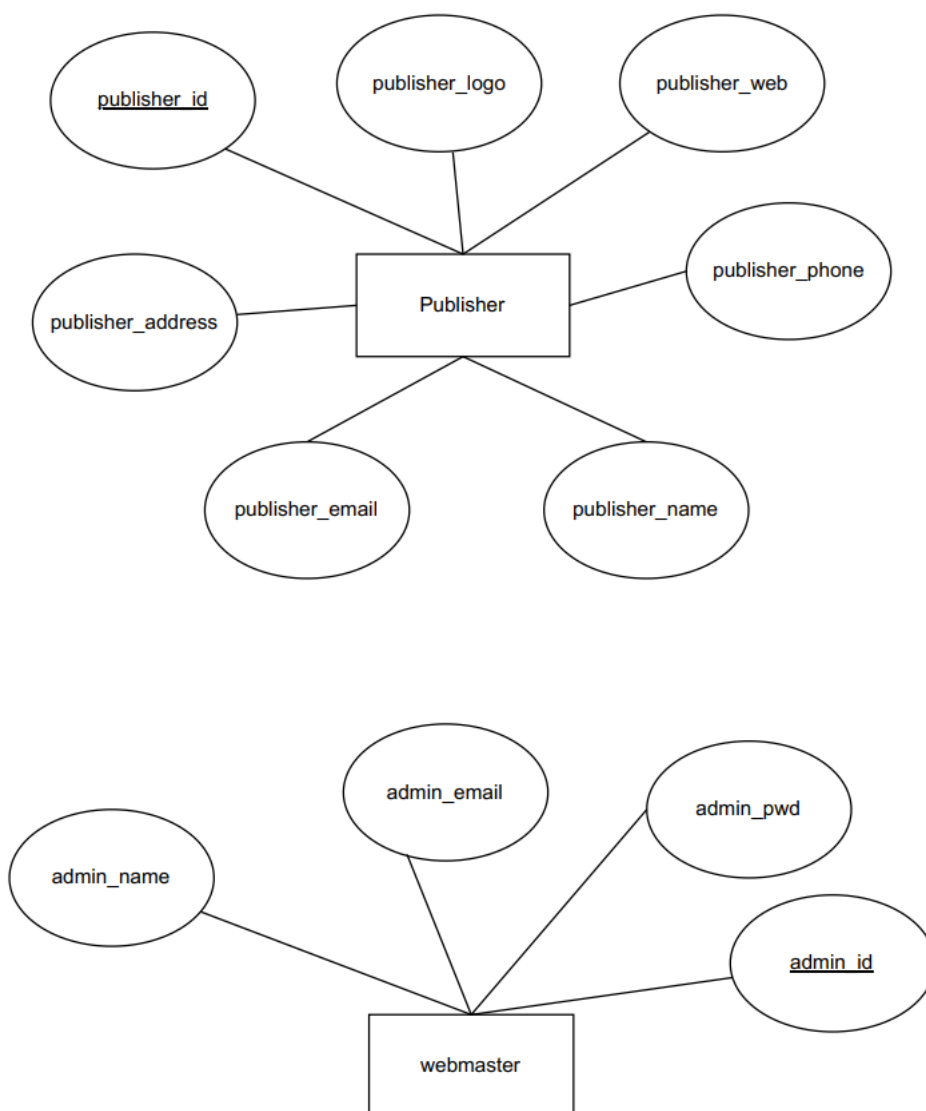 publisher_id
publisher_logo
publisher_web
publisher_phone
Publisher
publisher_address
publisher_email
publisher_name
admin_email
admin_pwd
admin_name
admin_id
webmaster